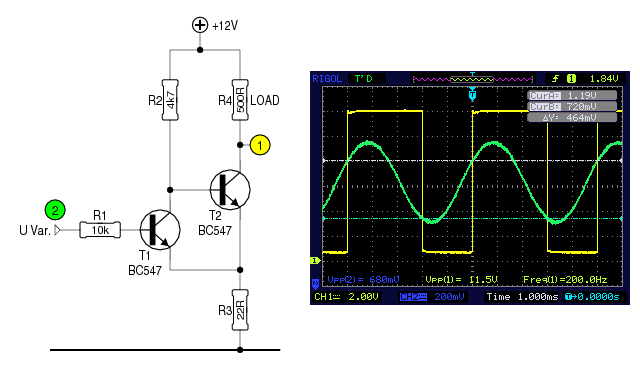 +12V
R2
4k7
R4
500R
LOAD
1
T2
BC547
2
U Var.
R1
10k
T1
BC547
R3
22R
RIGOL T'D
1 1.84V
CurA= 1.19V
CurB= 720mV
ΔY: 464mV
T
1
Vpp(2)= 680mV Vpp(1)= 11.5V Freq(1)=200.0Hz
CH1 2.00V CH2 200mV Time 1.000ms T→0.0000s